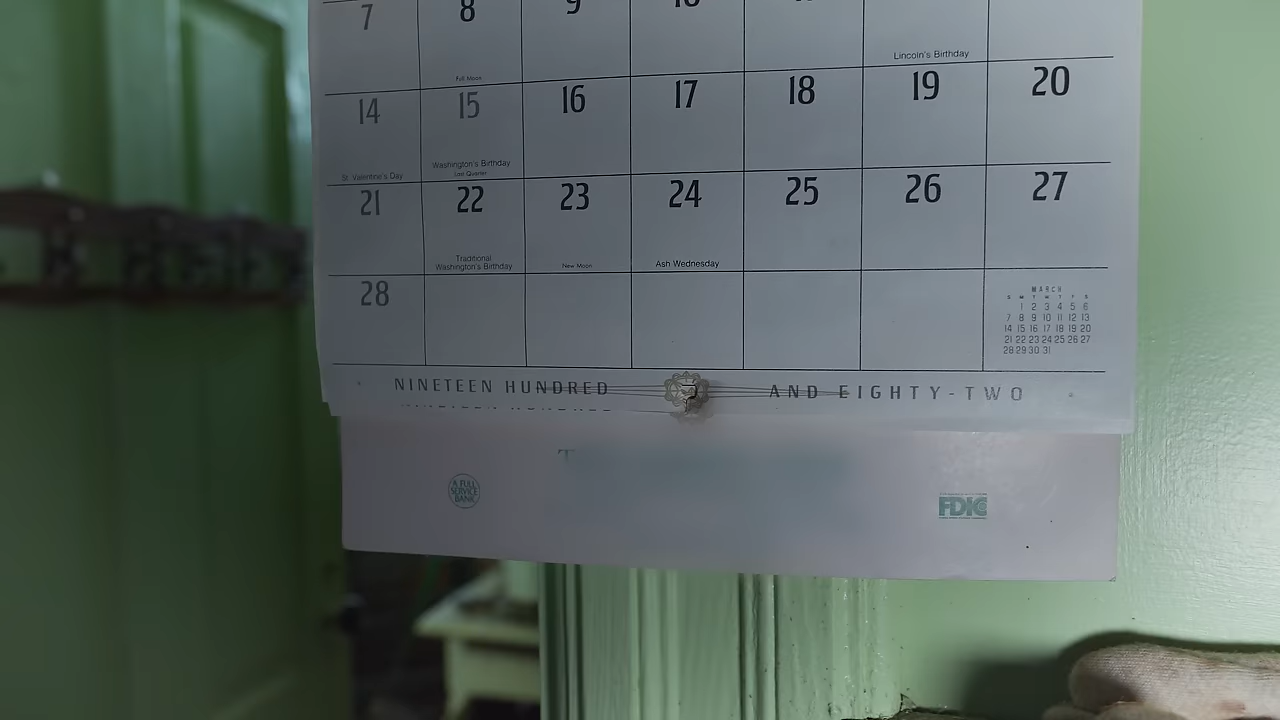 7 8 9 10
Full Moon
Lincoln's Birthday
14 15 16 17 18 19 20
St. Valentine's Day
Washington's Birthday
Last Quarter
21 22 23 24 25 26 27
Traditional
Washington's Birthday
New Moon
Ash Wednesday
28
MARCH
S M T W T F S
1 2 3 4 5 6
7 8 9 10 11 12 13
14 15 16 17 18 19 20
21 22 23 24 25 26 27
28 29 30 31
NINETEEN HUNDRED AND EIGHTY-TWO
NINETEEN HUNDRED
T
A FULL
SERVICE
BANK
FDIC